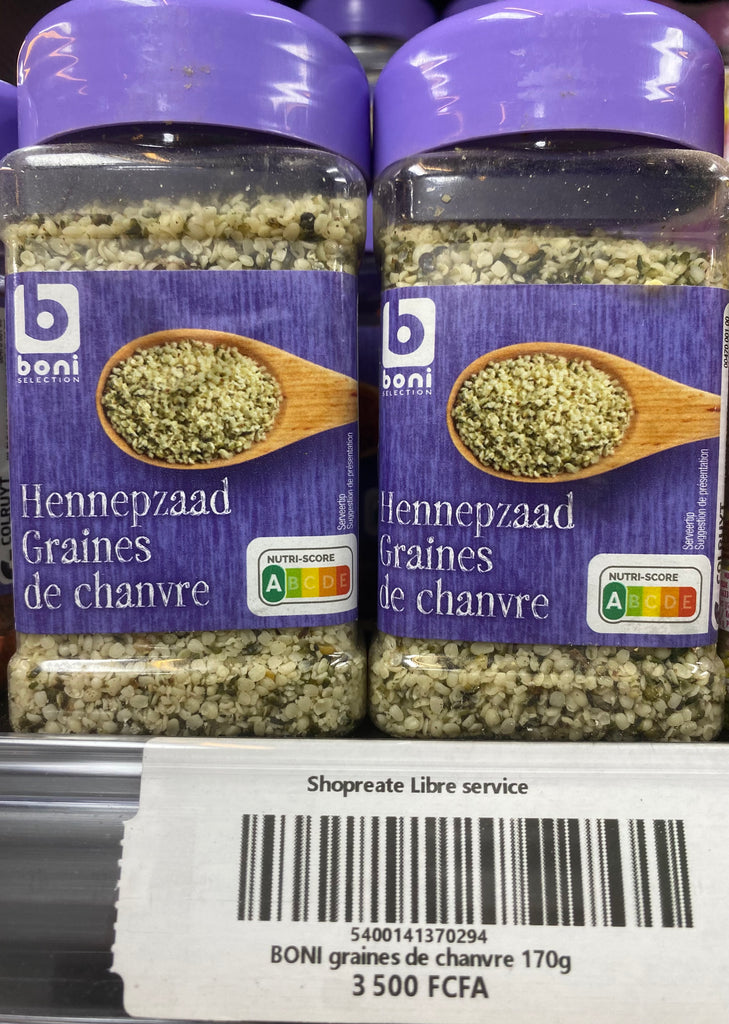 b
boni
SELECTION
Hennepzaad
Graines
de chanvre
Serveertip
Suggestion de présentation
NUTRI-SCORE
A B C D E
COLRUYT
b
boni
SELECTION
Hennepzaad
Graines
de chanvre
Serveertip
Suggestion de présentation
NUTRI-SCORE
A B C D E
Shopreate Libre service
5400141370294
BONI graines de chanvre 170g
3 500 FCFA